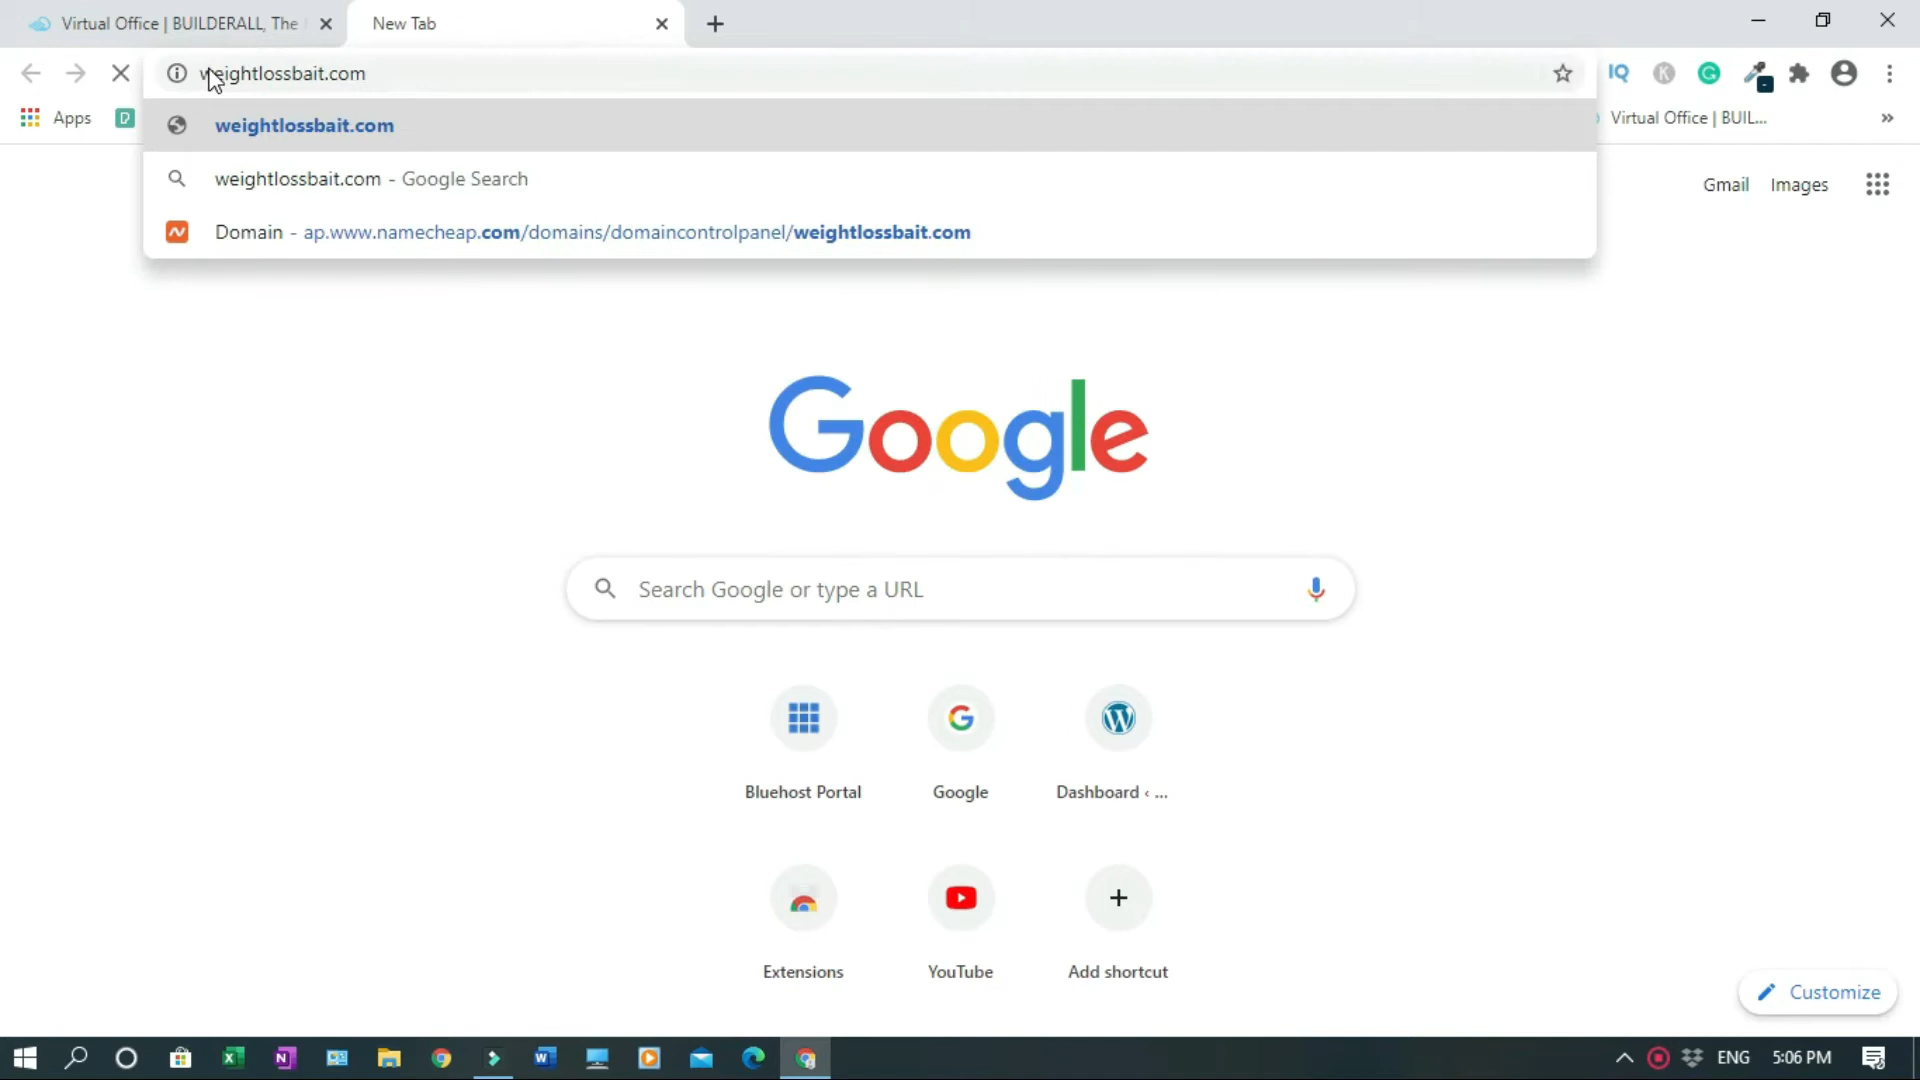 Virtual Office | BUILDERALL, The
New Tab
weightlossbait.com
IQ
Apps
Virtual Office | BUIL...
»
weightlossbait.com
weightlossbait.com - Google Search
Domain - ap.www.namecheap.com/domains/domaincontrolpanel/weightlossbait.com
Gmail
Images
Google
Search Google or type a URL
Bluehost Portal
Google
Dashboard ‹ ...
Extensions
YouTube
Add shortcut
Customize
ENG
5:06 PM